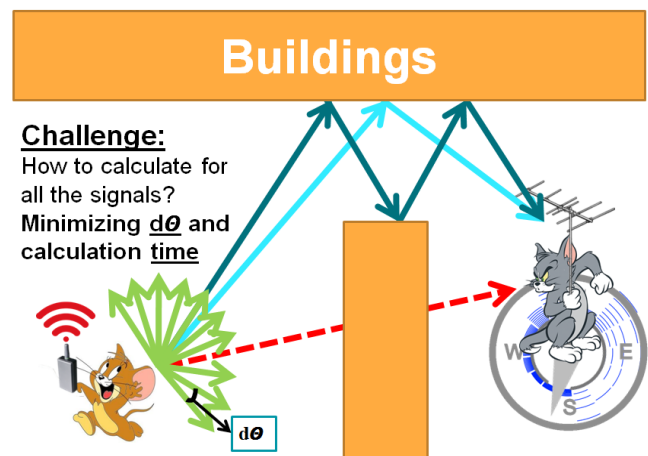 Buildings
Challenge:
How to calculate for
all the signals?
Minimizing dΘ and
calculation time
W
E
S
dΘ